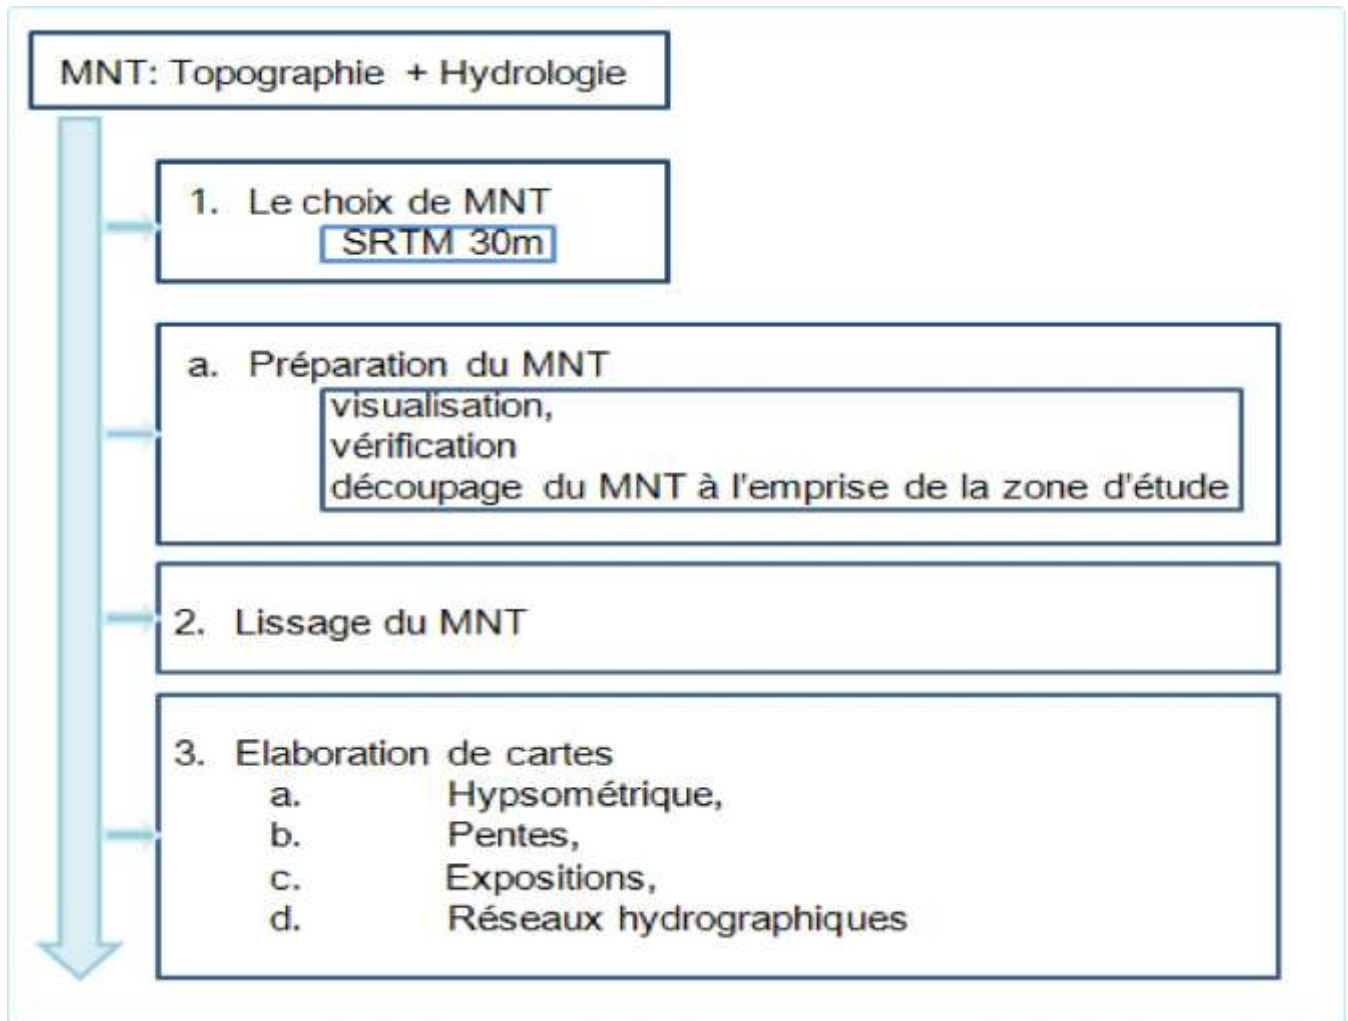 MNT: Topographie + Hydrologie
1. Le choix de MNT
SRTM 30m
a. Préparation du MNT
visualisation,
vérification
découpage du MNT à l'emprise de la zone d'étude
2. Lissage du MNT
3. Elaboration de cartes
a. Hypsométrique,
b. Pentes,
c. Expositions,
d. Réseaux hydrographiques